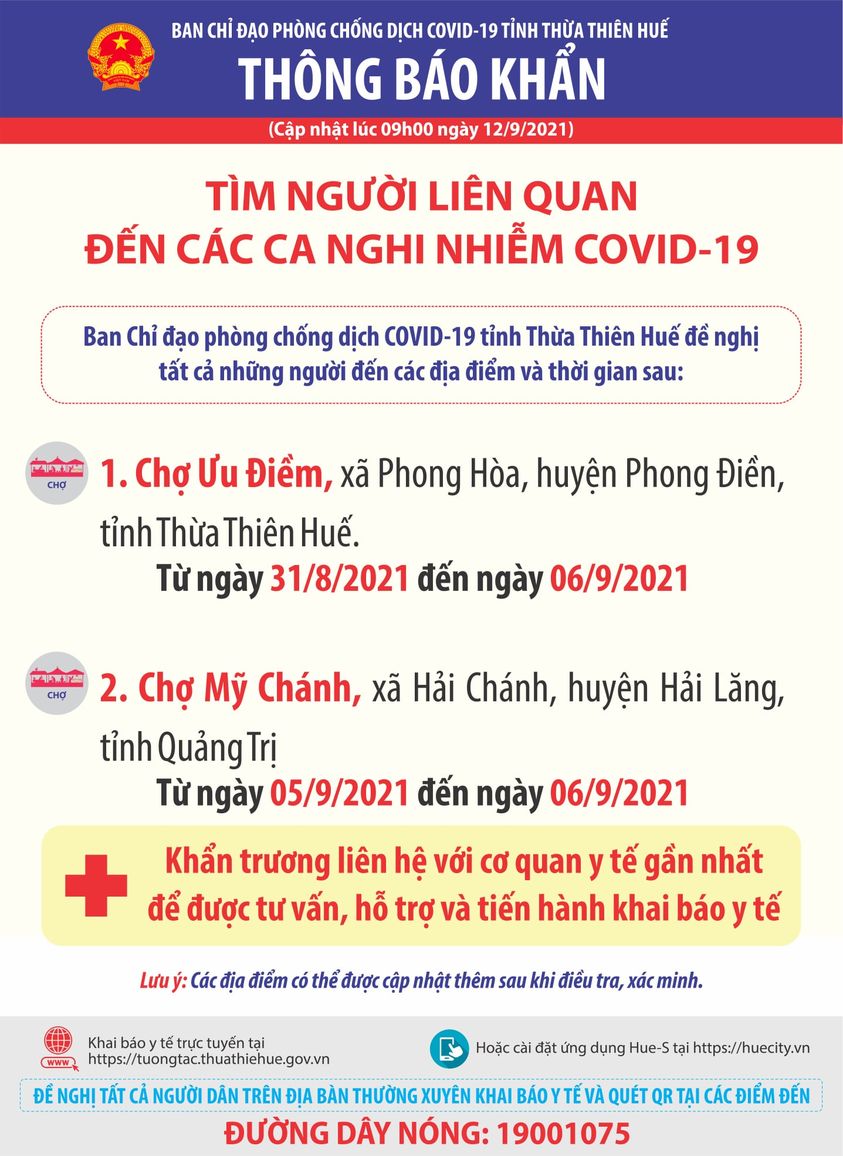 BAN CHỈ ĐẠO PHÒNG CHỐNG DỊCH COVID-19 TỈNH THỪA THIÊN HUẾ
THÔNG BÁO KHẨN
(Cập nhật lúc 09h00 ngày 12/9/2021)
TÌM NGƯỜI LIÊN QUAN
ĐẾN CÁC CA NGHI NHIỄM COVID-19
Ban Chỉ đạo phòng chống dịch COVID-19 tỉnh Thừa Thiên Huế đề nghị
tất cả những người đến các địa điểm và thời gian sau:
CHỢ
1. Chợ Ưu Điềm, xã Phong Hòa, huyện Phong Điền,
tỉnh Thừa Thiên Huế.
Từ ngày 31/8/2021 đến ngày 06/9/2021
CHỢ
2. Chợ Mỹ Chánh, xã Hải Chánh, huyện Hải Lăng,
tỉnh Quảng Trị
Từ ngày 05/9/2021 đến ngày 06/9/2021
Khẩn trương liên hệ với cơ quan y tế gần nhất
để được tư vấn, hỗ trợ và tiến hành khai báo y tế
Lưu ý: Các địa điểm có thể được cập nhật thêm sau khi điều tra, xác minh.
WWW
Khai báo y tế trực tuyến tại
https://tuongtac.thuathiehue.gov.vn
Hoặc cài đặt ứng dụng Hue-S tại https://huecity.vn
ĐỀ NGHỊ TẤT CẢ NGƯỜI DÂN TRÊN ĐỊA BÀN THƯỜNG XUYÊN KHAI BÁO Y TẾ VÀ QUÉT QR TẠI CÁC ĐIỂM ĐẾN
ĐƯỜNG DÂY NÓNG: 19001075